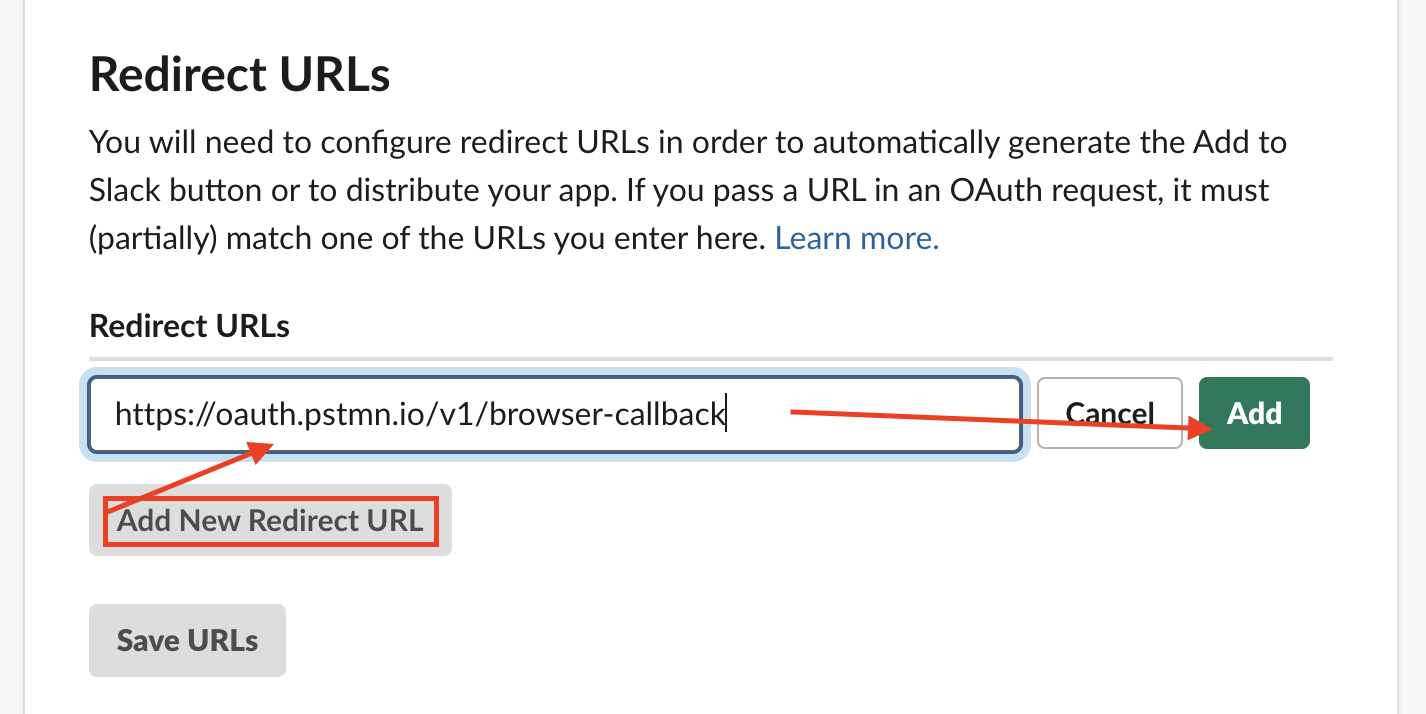 Redirect URLs
You will need to configure redirect URLs in order to automatically generate the Add to
Slack button or to distribute your app. If you pass a URL in an OAuth request, it must
(partially) match one of the URLs you enter here. Learn more.
Redirect URLs
https://oauth.pstmn.io/v1/browser-callback Cancel Add
Add New Redirect URL
Save URLs